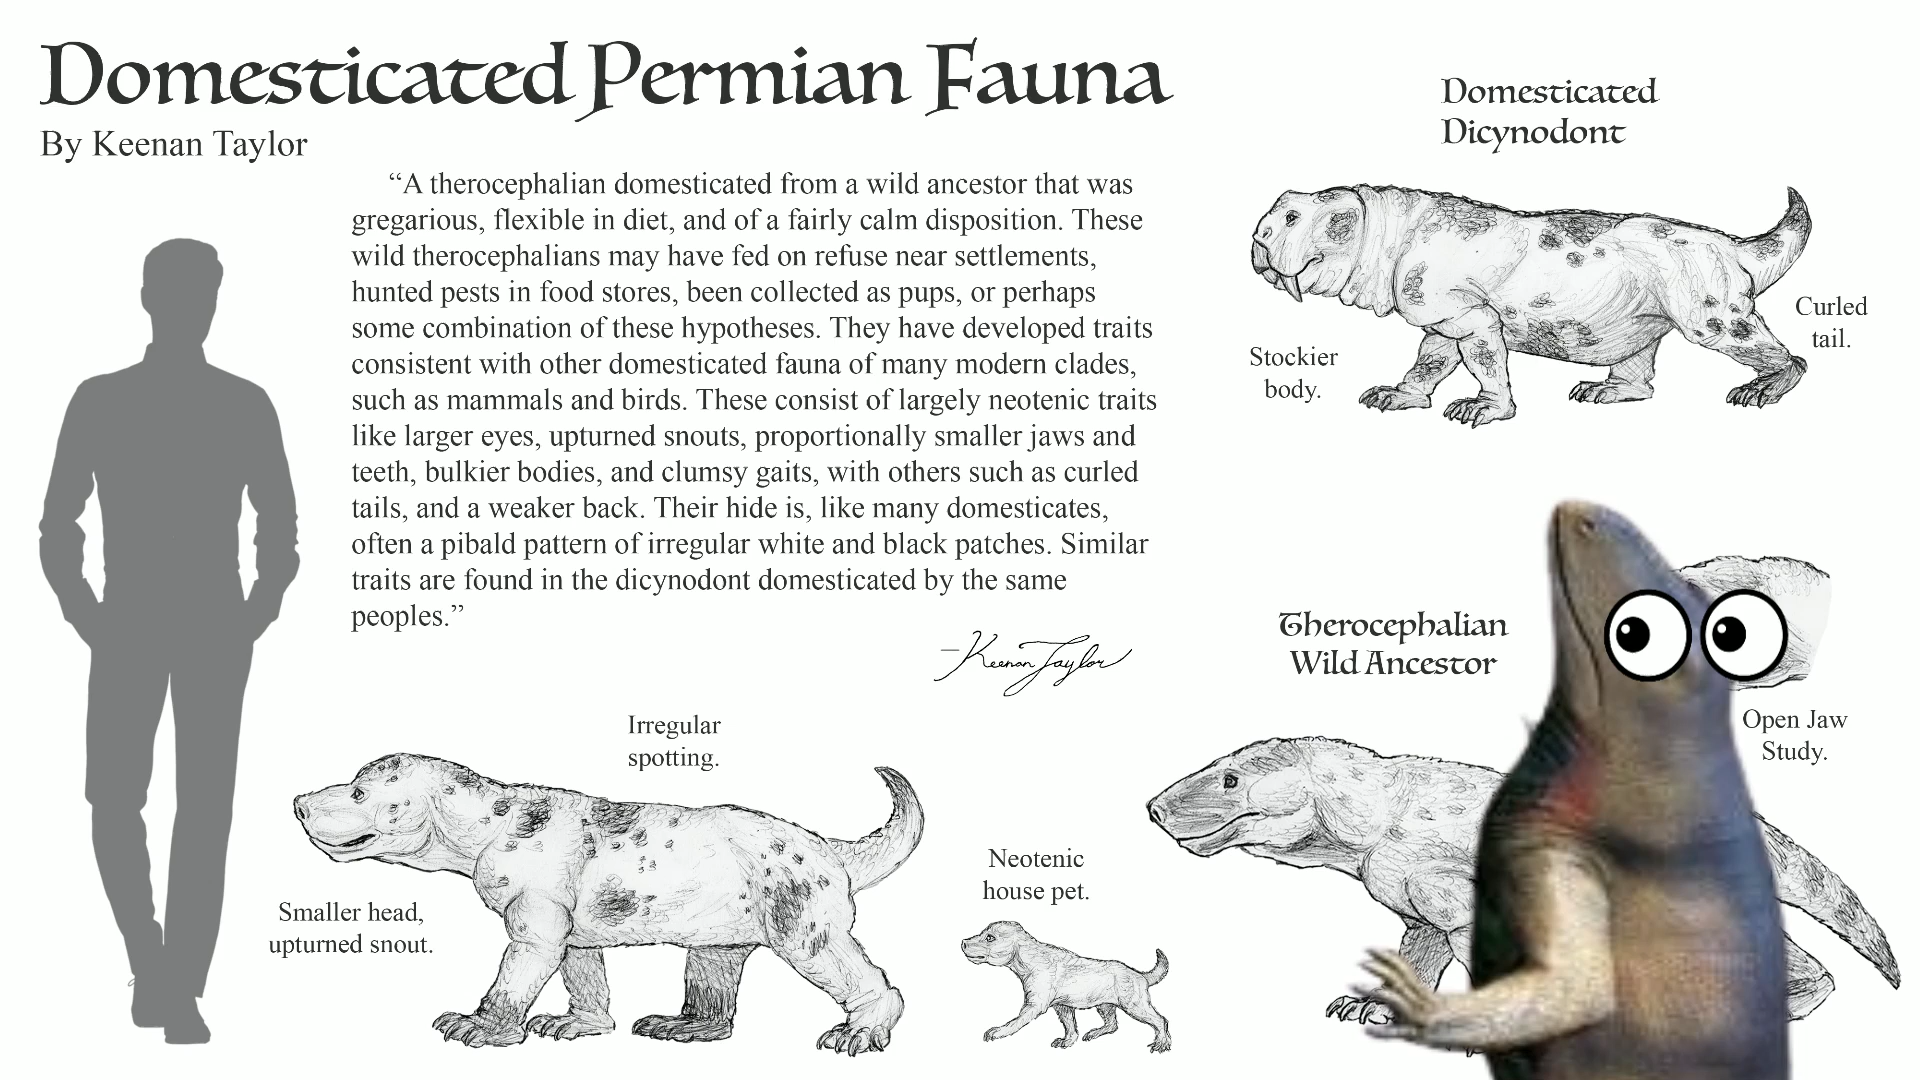 Domesticated Permian Fauna
By Keenan Taylor
“A therocephalian domesticated from a wild ancestor that was
gregarious, flexible in diet, and of a fairly calm disposition. These
wild therocephalians may have fed on refuse near settlements,
hunted pests in food stores, been collected as pups, or perhaps
some combination of these hypotheses. They have developed traits
consistent with other domesticated fauna of many modern clades,
such as mammals and birds. These consist of largely neotenic traits
like larger eyes, upturned snouts, proportionally smaller jaws and
teeth, bulkier bodies, and clumsy gaits, with others such as curled
tails, and a weaker back. Their hide is, like many domesticates,
often a pibald pattern of irregular white and black patches. Similar
traits are found in the dicynodont domesticated by the same
peoples.”
—Keenan Taylor
Domesticated
Dicynodont
Stockier
body.
Curled
tail.
Therocephalian
Wild Ancestor
Open Jaw
Study.
Irregular
spotting.
Smaller head,
upturned snout.
Neotenic
house pet.